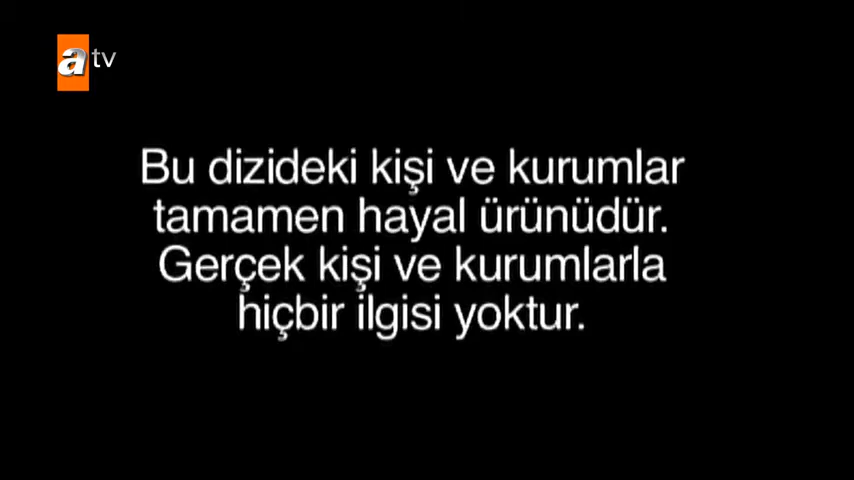 atv
Bu dizideki kişi ve kurumlar
tamamen hayal ürünüdür.
Gerçek kişi ve kurumlarla
hiçbir ilgisi yoktur.